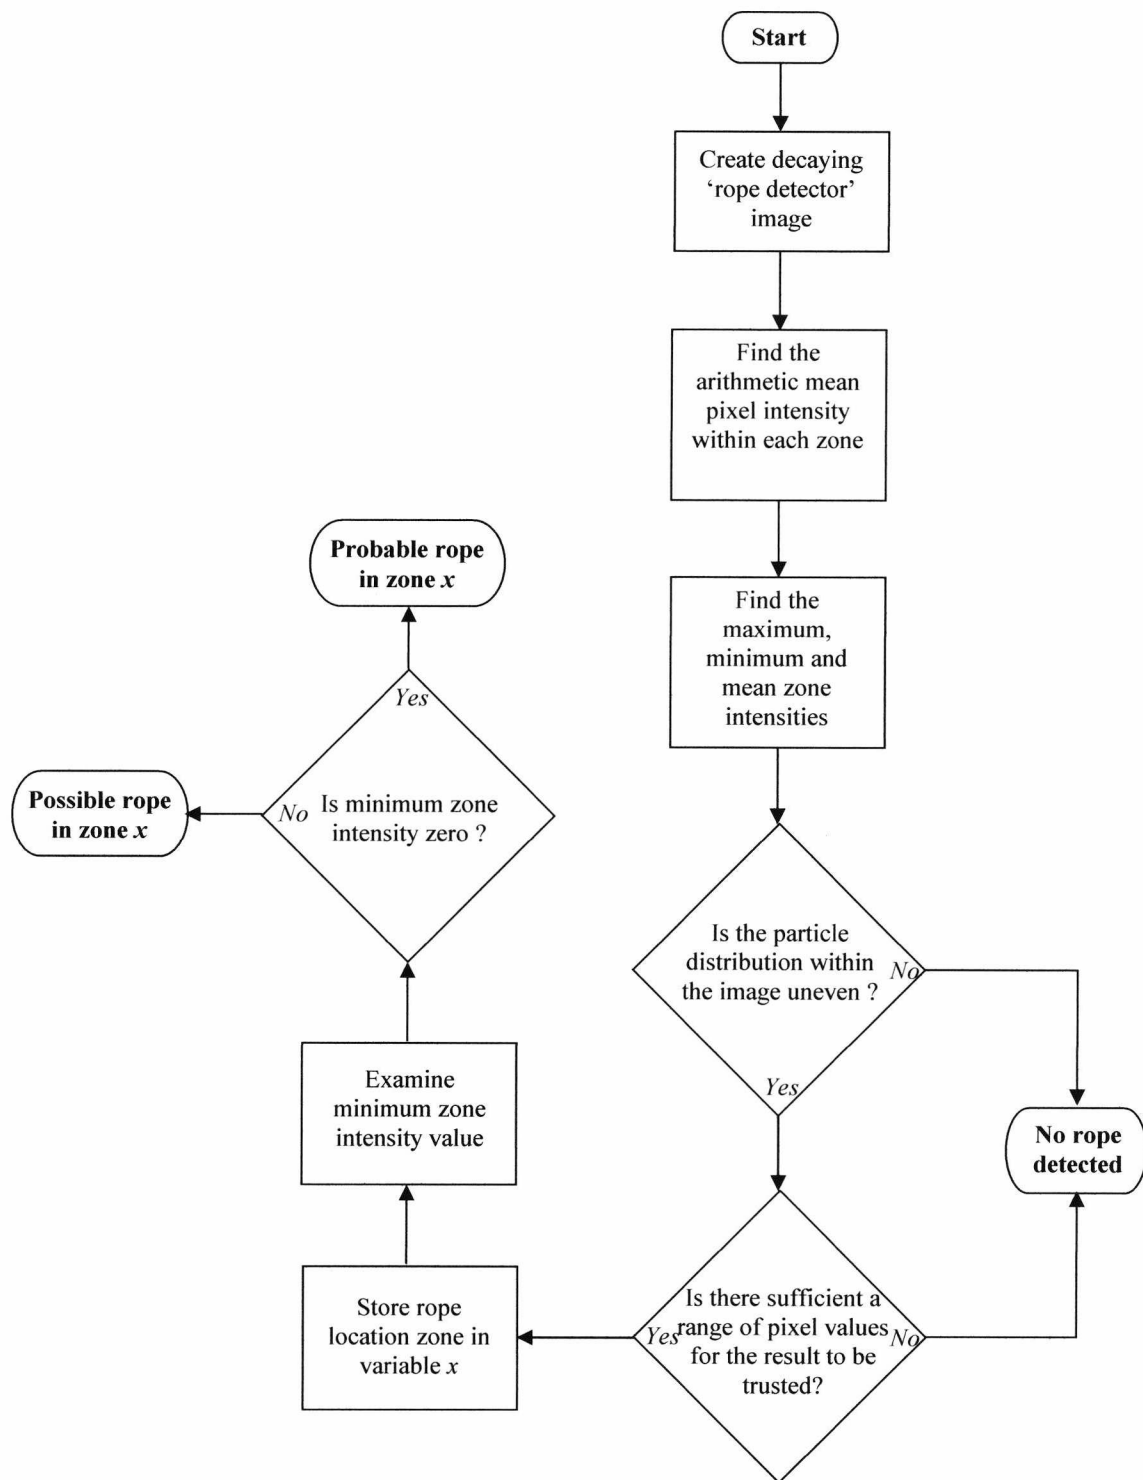 Start
Create decaying
‘rope detector’
image
Find the
arithmetic mean
pixel intensity
within each zone
Find the
maximum,
minimum and
mean zone
intensities
Is the particle
distribution within
the image uneven ?
No
Yes
No rope
detected
Is there sufficient a
range of pixel values
for the result to be
trusted?
No
Yes
Store rope
location zone in
variable x
Examine
minimum zone
intensity value
Is minimum zone
intensity zero ?
Yes
No
Probable rope
in zone x
Possible rope
in zone x